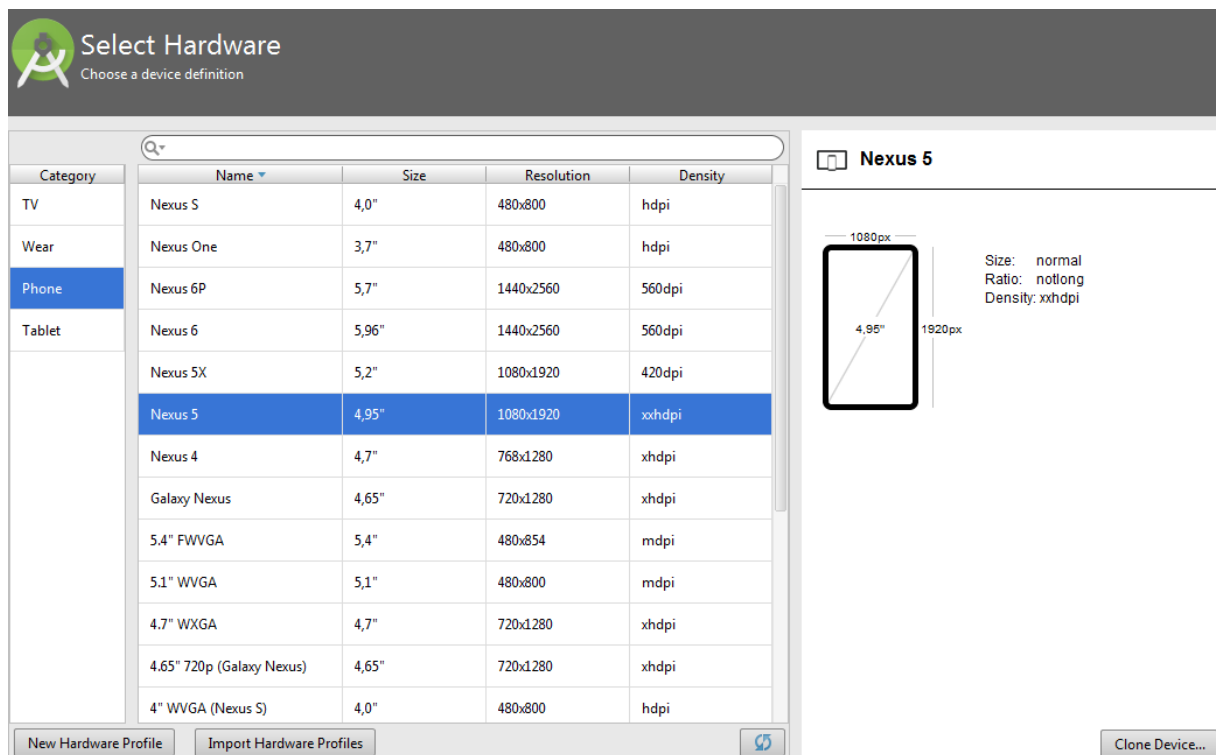 Select Hardware
Choose a device definition
Category
TV
Wear
Phone
Tablet
Name Size Resolution Density
Nexus S 4,0" 480x800 hdpi
Nexus One 3,7" 480x800 hdpi
Nexus 6P 5,7" 1440x2560 560dpi
Nexus 6 5,96" 1440x2560 560dpi
Nexus 5X 5,2" 1080x1920 420dpi
Nexus 5 4,95" 1080x1920 xxhdpi
Nexus 4 4,7" 768x1280 xhdpi
Galaxy Nexus 4,65" 720x1280 xhdpi
5.4" FWVGA 5,4" 480x854 mdpi
5.1" WVGA 5,1" 480x800 mdpi
4.7" WXGA 4,7" 720x1280 xhdpi
4.65" 720p (Galaxy Nexus) 4,65" 720x1280 xhdpi
4" WVGA (Nexus S) 4,0" 480x800 hdpi
New Hardware Profile Import Hardware Profiles
Nexus 5
1080px
4,95" 1920px
Size: normal
Ratio: notlong
Density: xxhdpi
Clone Device...